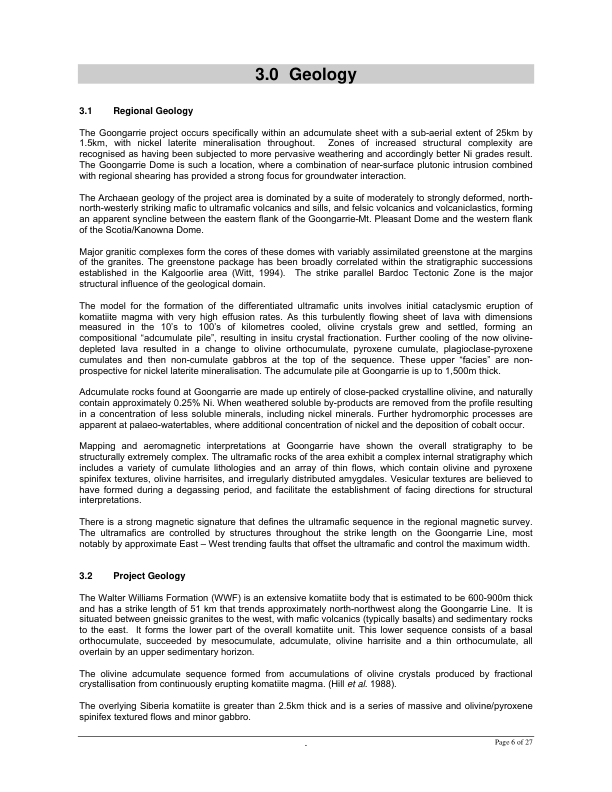 3.0 Geology
3.1 Regional Geology
The Goongarrie project occurs specifically within an adcumulate sheet with a sub-aerial extent of 25km by
1.5km, with nickel laterite mineralisation throughout. Zones of increased structural complexity are
recognised as having been subjected to more pervasive weathering and accordingly better Ni grades result.
The Goongarrie Dome is such a location, where a combination of near-surface plutonic intrusion combined
with regional shearing has provided a strong focus for groundwater interaction.
The Archaean geology of the project area is dominated by a suite of moderately to strongly deformed, north-
north-westerly striking mafic to ultramafic volcanics and sills, and felsic volcanics and volcaniclastics, forming
an apparent syncline between the eastern flank of the Goongarrie-Mt. Pleasant Dome and the western flank
of the Scotia/Kanowna Dome.
Major granitic complexes form the cores of these domes with variably assimilated greenstone at the margins
of the granites. The greenstone package has been broadly correlated within the stratigraphic successions
established in the Kalgoorlie area (Witt, 1994). The strike parallel Bardoc Tectonic Zone is the major
structural influence of the geological domain.
The model for the formation of the differentiated ultramafic units involves initial cataclysmic eruption of
komatiite magma with very high effusion rates. As this turbulently flowing sheet of lava with dimensions
measured in the 10's to 100's of kilometres cooled, olivine crystals grew and settled, forming an
compositional "adcumulate pile", resulting in insitu crystal fractionation. Further cooling of the now olivine-
depleted lava resulted in a change to olivine orthocumulate, pyroxene cumulate, plagioclase-pyroxene
cumulates and then non-cumulate gabbros at the top of the sequence. These upper "facies" are non-
prospective for nickel laterite mineralisation. The adcumulate pile at Goongarrie is up to 1,500m thick.
Adcumulate rocks found at Goongarrie are made up entirely of close-packed crystalline olivine, and naturally
contain approximately 0.25% Ni. When weathered soluble by-products are removed from the profile resulting
in a concentration of less soluble minerals, including nickel minerals. Further hydromorphic processes are
apparent at palaeo-watertables, where additional concentration of nickel and the deposition of cobalt occur.
Mapping and aeromagnetic interpretations at Goongarrie have shown the overall stratigraphy to be
structurally extremely complex. The ultramafic rocks of the area exhibit a complex internal stratigraphy which
includes a variety of cumulate lithologies and an array of thin flows, which contain olivine and pyroxene
spinifex textures, olivine harrisites, and irregularly distributed amygdales. Vesicular textures are believed to
have formed during a degassing period, and facilitate the establishment of facing directions for structural
interpretations.
There is a strong magnetic signature that defines the ultramafic sequence in the regional magnetic survey.
The ultramafics are controlled by structures throughout the strike length on the Goongarrie Line, most
notably by approximate East – West trending faults that offset the ultramafic and control the maximum width.
3.2 Project Geology
The Walter Williams Formation (WWF) is an extensive komatiite body that is estimated to be 600-900m thick
and has a strike length of 51 km that trends approximately north-northwest along the Goongarrie Line. It is
situated between gneissic granites to the west, with mafic volcanics (typically basalts) and sedimentary rocks
to the east. It forms the lower part of the overall komatiite unit. This lower sequence consists of a basal
orthocumulate, succeeded by mesocumulate, adcumulate, olivine harrisite and a thin orthocumulate, all
overlain by an upper sedimentary horizon.
The olivine adcumulate sequence formed from accumulations of olivine crystals produced by fractional
crystallisation from continuously erupting komatiite magma. (Hill et al. 1988).
The overlying Siberia komatiite is greater than 2.5km thick and is a series of massive and olivine/pyroxene
spinifex textured flows and minor gabbro.
. Page 6 of 27